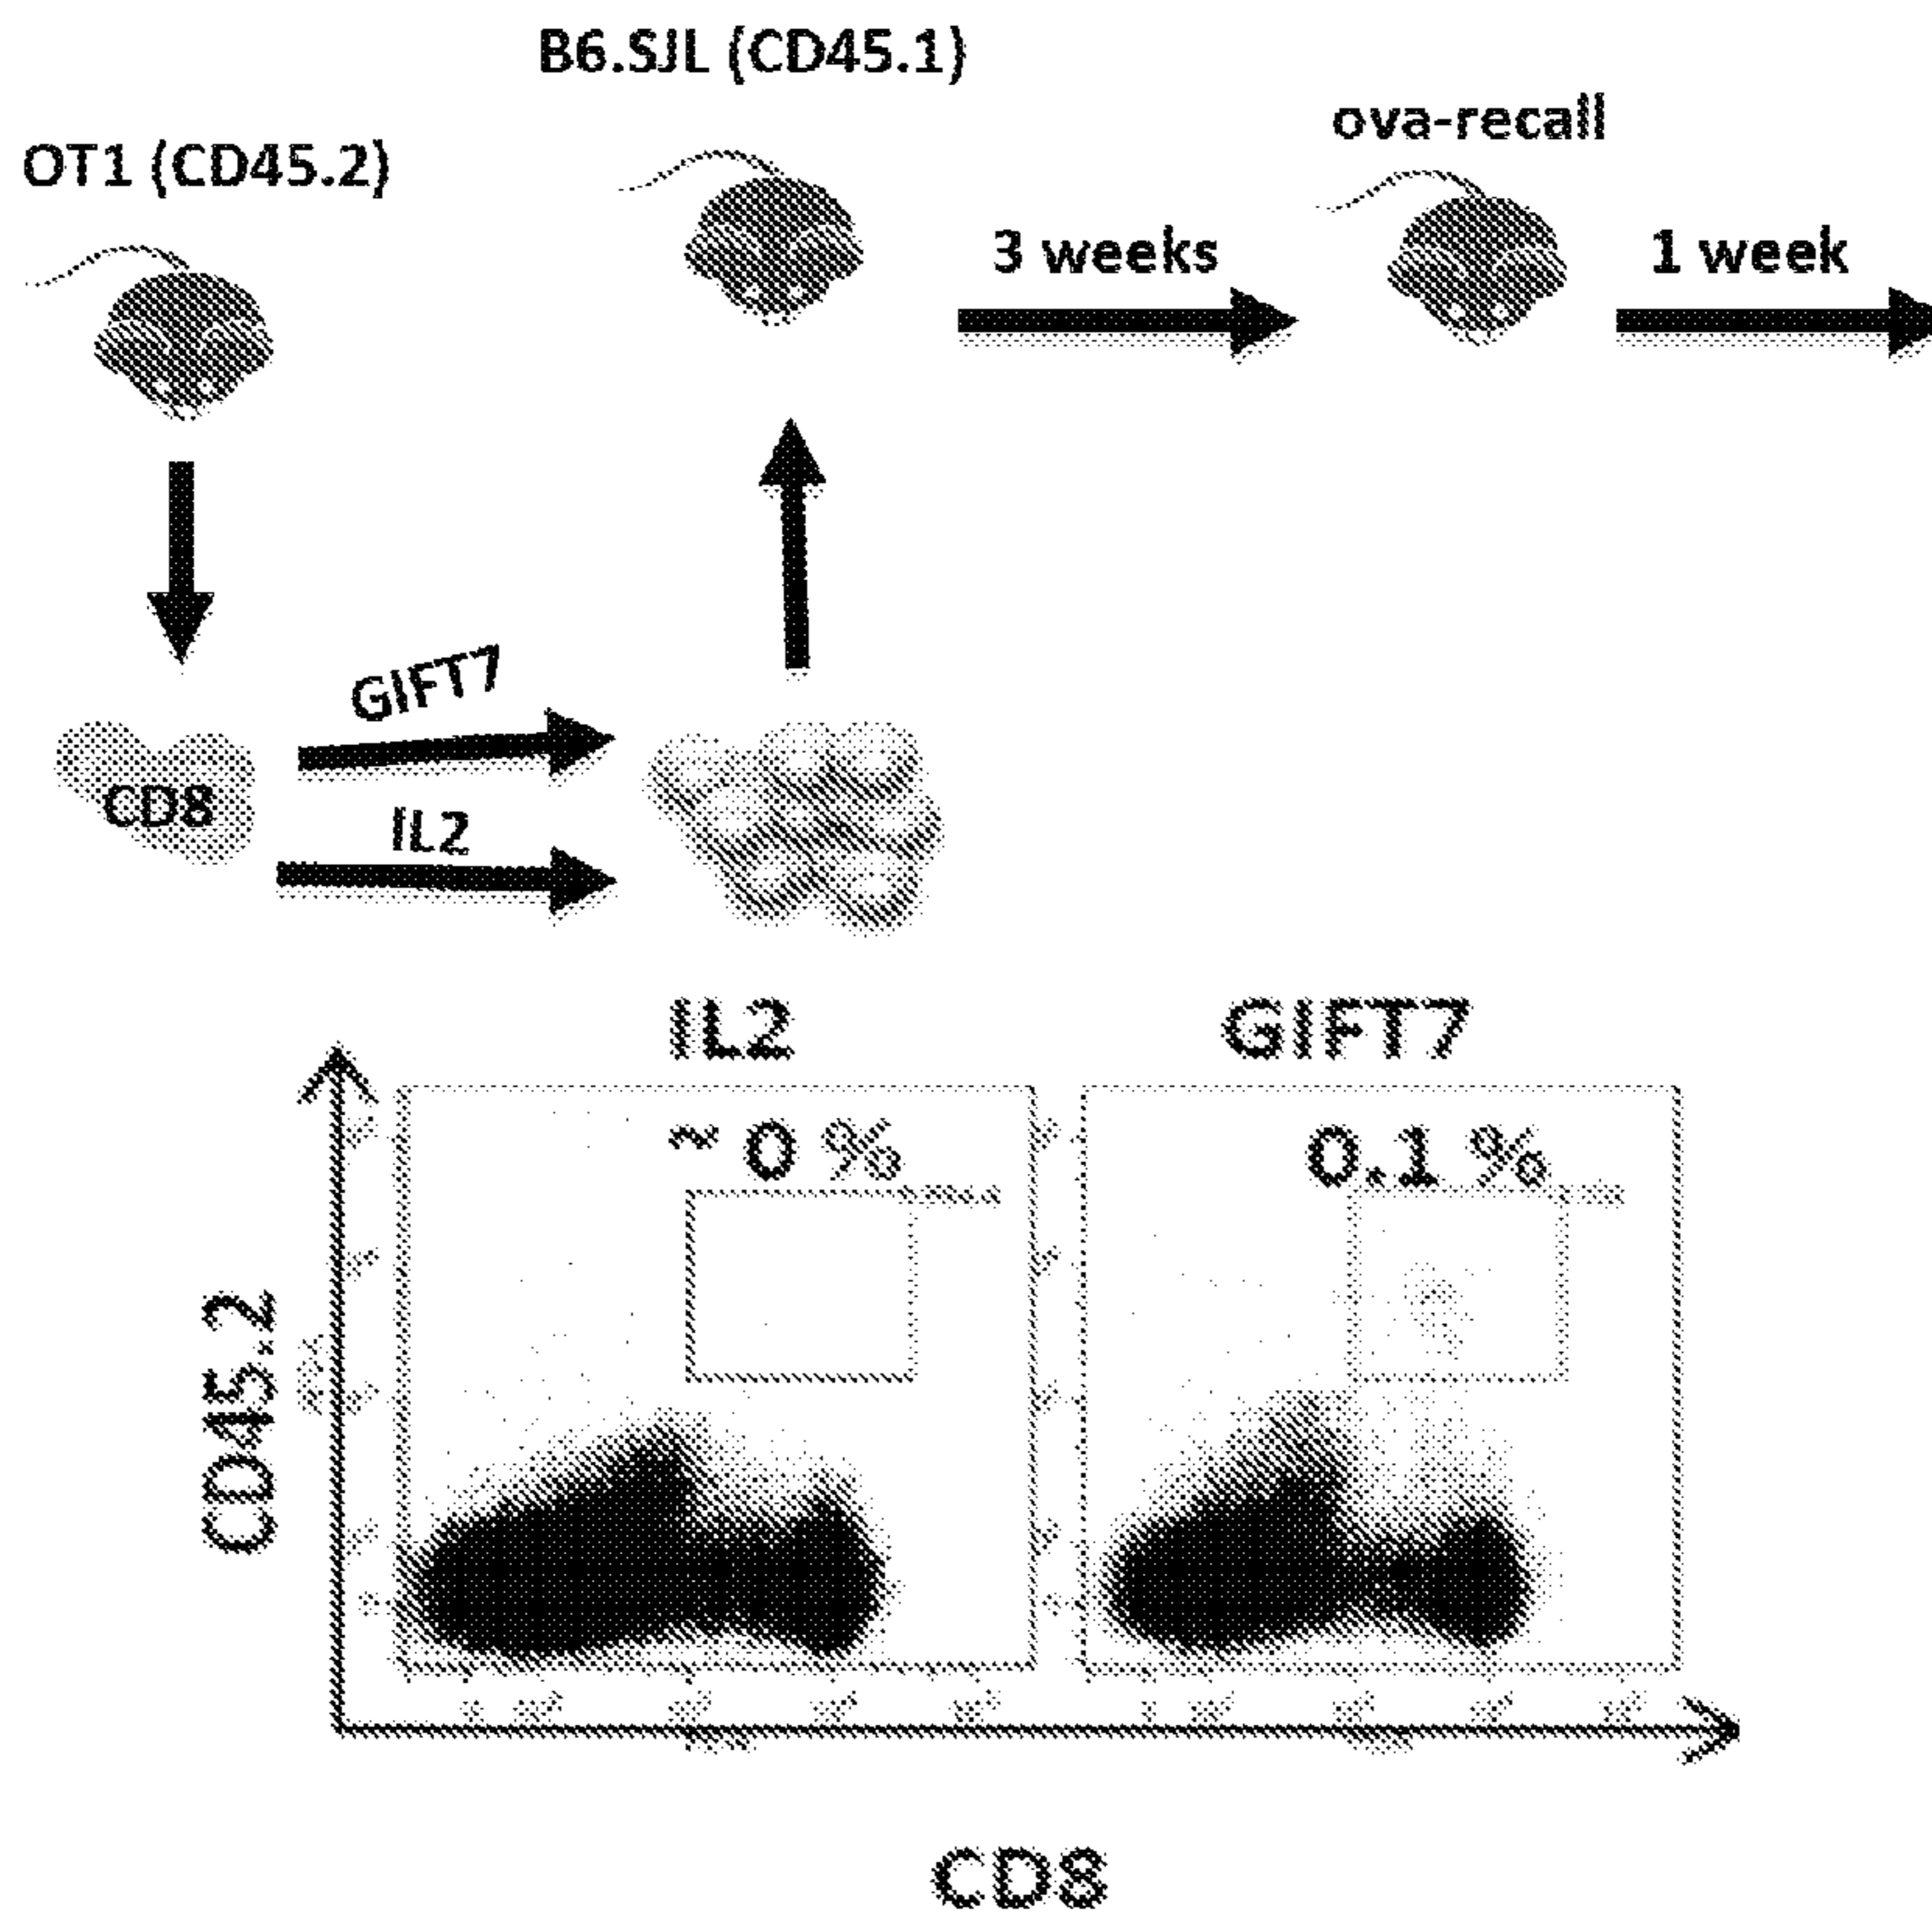 B6.SJL (CD45.1)
OT1 (CD45.2)
ova-recall
3 weeks
1 week
GIFT7
CD8
IL2
IL2
GIFT7
~ 0 %
0.1 %
CD45.2
CD8